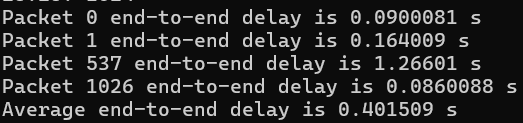 Packet 0 end-to-end delay is 0.0900081 s
Packet 1 end-to-end delay is 0.164009 s
Packet 537 end-to-end delay is 1.26601 s
Packet 1026 end-to-end delay is 0.0860088 s
Average end-to-end delay is 0.401509 s